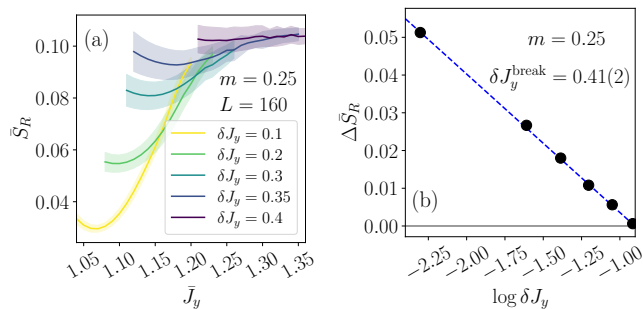 (a)
0.10
0.08
0.06
0.04
S̄_R
m = 0.25
L = 160
δJ_y = 0.1
δJ_y = 0.2
δJ_y = 0.3
δJ_y = 0.35
δJ_y = 0.4
1.05 1.10 1.15 1.20 1.25 1.30 1.35
J̄_y
0.05
0.04
0.03
0.02
0.01
0.00
ΔS̄_R
m = 0.25
δJ_y^break = 0.41(2)
(b)
−2.25 −2.00 −1.75 −1.50 −1.25 −1.00
log δJ_y